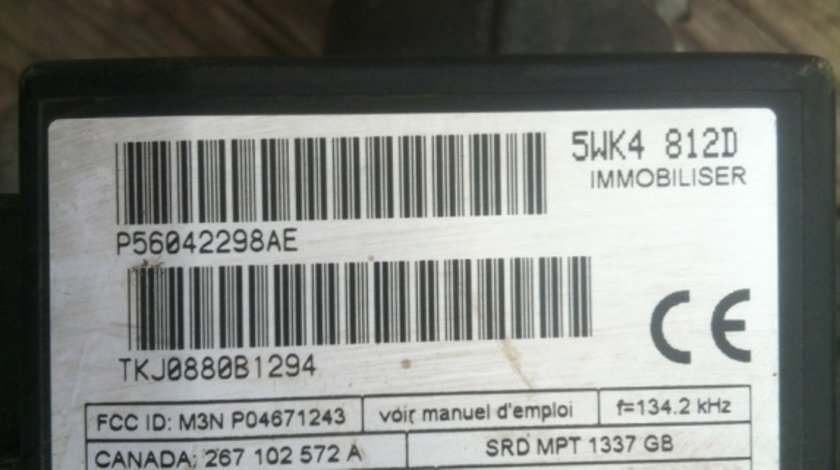 5WK4 812D
IMMOBILISER
P56042298AE
TKJ0880B1294
CE
FCC ID: M3N P04671243 voir manuel d'emploi f=134.2 kHz
CANADA: 267 102 572 A SRD MPT 1337 GB